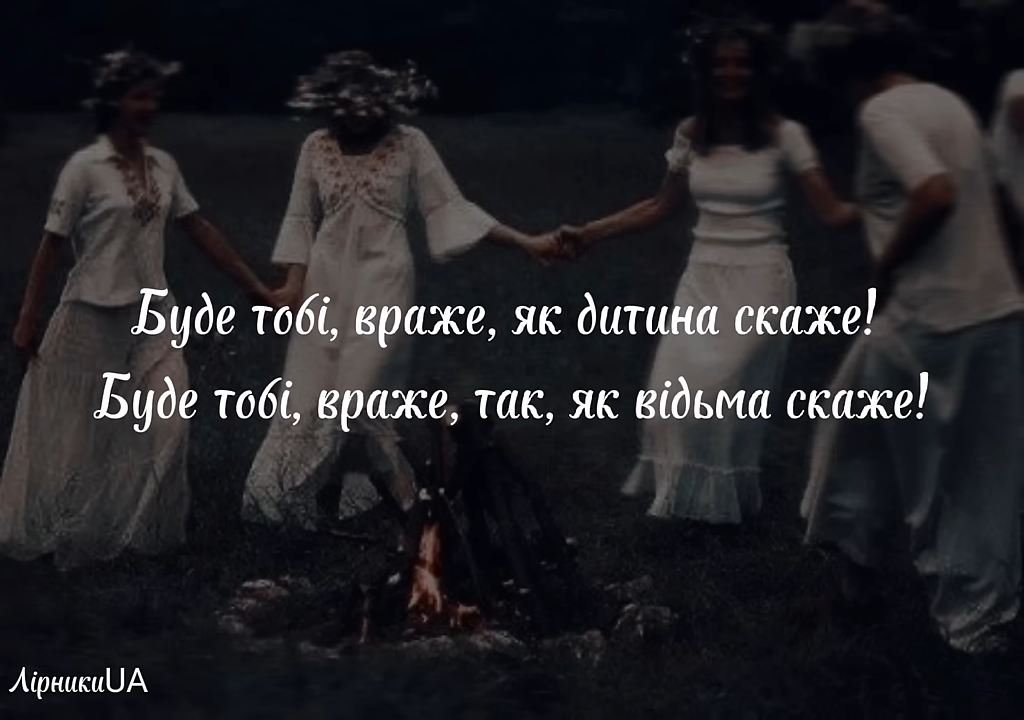 Буде тобі, враже, як дитина скаже!
Буде тобі, враже, так, як відьма скаже!
ЛірникиUA